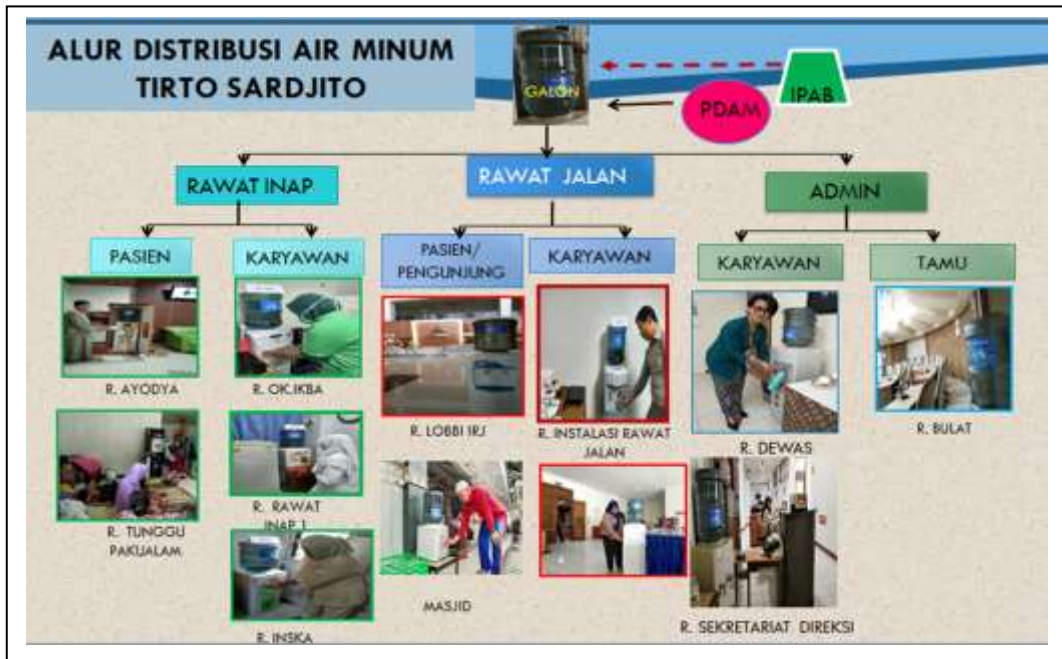 ALUR DISTRIBUSI AIR MINUM
TIRTO SARDJITO
GALON
PDAM
IPAB
RAWAT INAP
RAWAT JALAN
ADMIN
PASIEN
KARYAWAN
PASIEN/
PENGUNJUNG
KARYAWAN
KARYAWAN
TAMU
R. AYODYA
R. OK.IKBA
R. LOBBI IRJ
R. INSTALASI RAWAT
JALAN
R. DEWAS
R. BULAT
R. TUNGGU
PAKUALAM
R. RAWAT
INAP 1
MASJID
R. SEKRETARIAT DIREKSI
R. INSKA